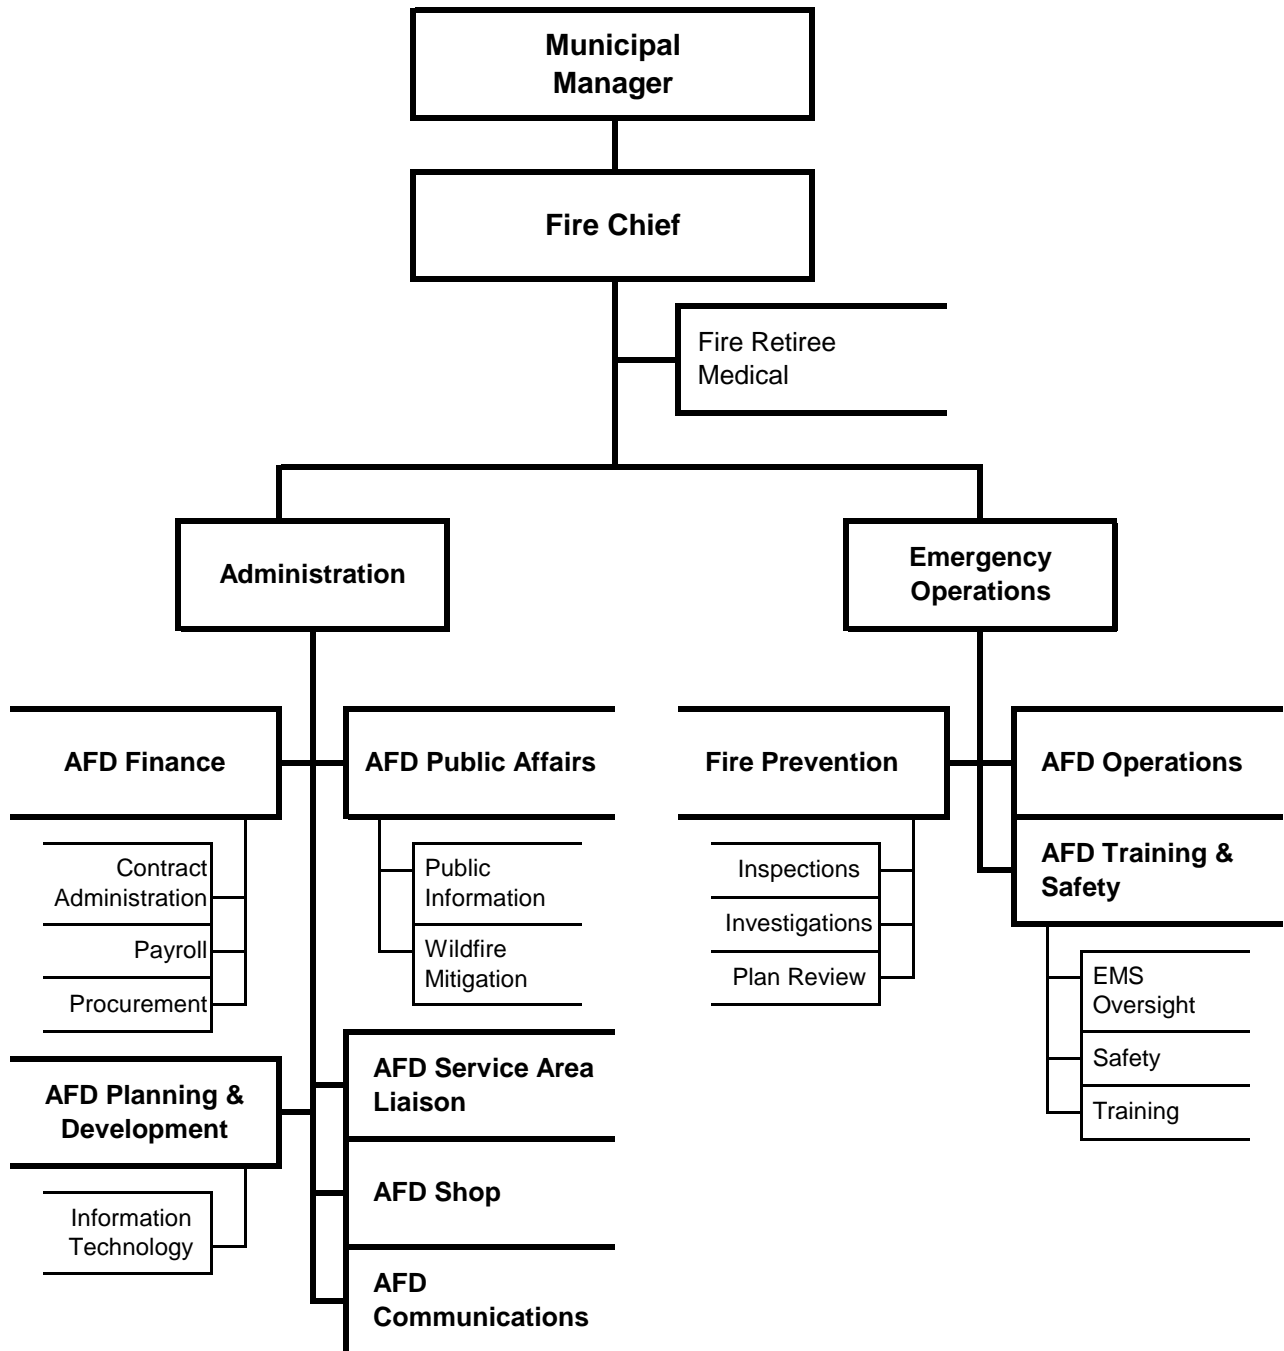 Municipal
Manager
Fire Chief
Fire Retiree
Medical
Administration
Emergency
Operations
AFD Finance
AFD Public Affairs
Fire Prevention
AFD Operations
Contract
Administration
Payroll
Procurement
Public
Information
Wildfire
Mitigation
Inspections
Investigations
Plan Review
AFD Training &
Safety
EMS
Oversight
Safety
Training
AFD Planning &
Development
Information
Technology
AFD Service Area
Liaison
AFD Shop
AFD
Communications